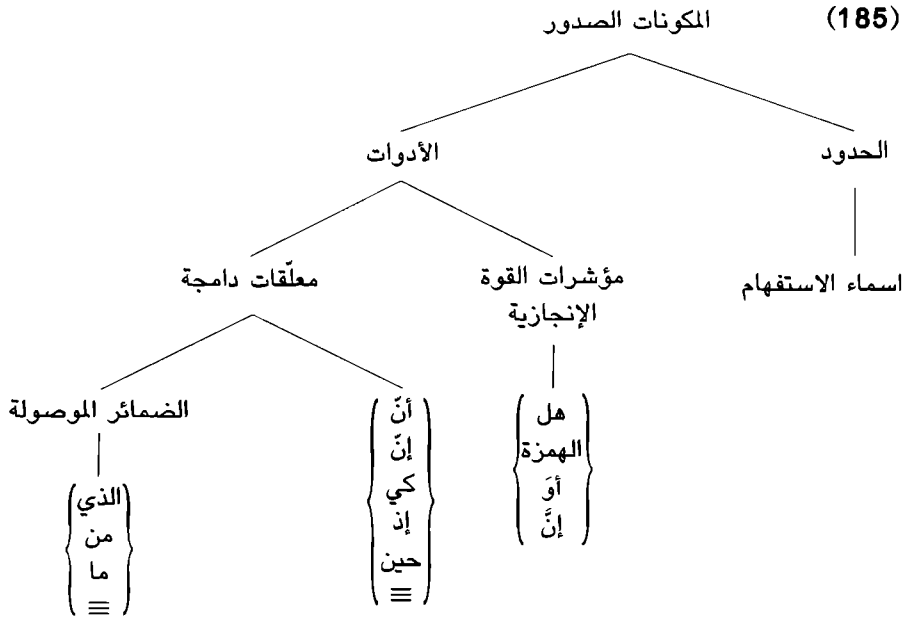 (185)
المكونات الصدور
الحدود
الأدوات
اسماء الاستفهام
مؤشرات القوة
الإنجازية
معلّقات دامجة
هل
الهمزة
أوَ
إنَّ
أنّ
إنّ
كي
إذ
حين
≡
الضمائر الموصولة
الذي
من
ما
≡